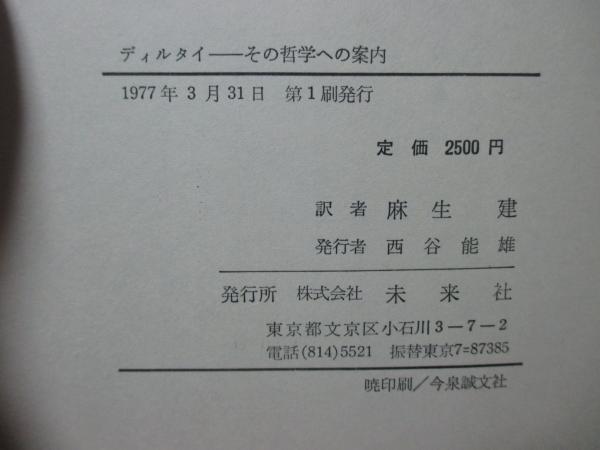 ディルタイ——その哲学への案内
1977年 3月31日 第1刷発行
定価 2500円
訳者 麻生 建
発行者 西谷能雄
発行所 株式会社 未来社
東京都文京区小石川3－7－2
電話(814)5521 振替東京7=87385
暁印刷/今泉誠文社